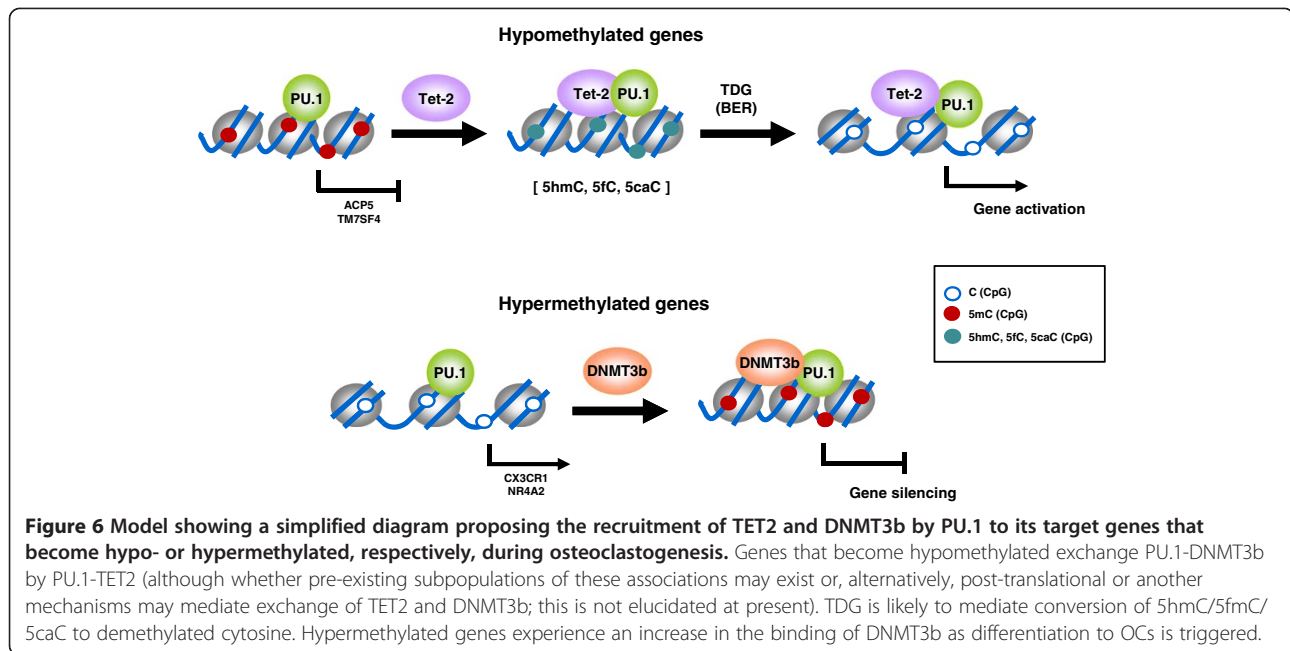 Hypomethylated genes
PU.1
Tet-2
Tet-2 PU.1
TDG
(BER)
Tet-2
PU.1
ACP5
TM7SF4
[ 5hmC, 5fC, 5caC ]
Gene activation
C (CpG)
5mC (CpG)
5hmC, 5fC, 5caC (CpG)
Hypermethylated genes
PU.1
DNMT3b
DNMT3b
PU.1
CX3CR1
NR4A2
Gene silencing
Figure 6 Model showing a simplified diagram proposing the recruitment of TET2 and DNMT3b by PU.1 to its target genes that
become hypo- or hypermethylated, respectively, during osteoclastogenesis. Genes that become hypomethylated exchange PU.1-DNMT3b
by PU.1-TET2 (although whether pre-existing subpopulations of these associations may exist or, alternatively, post-translational or another
mechanisms may mediate exchange of TET2 and DNMT3b; this is not elucidated at present). TDG is likely to mediate conversion of 5hmC/5fmC/
5caC to demethylated cytosine. Hypermethylated genes experience an increase in the binding of DNMT3b as differentiation to OCs is triggered.